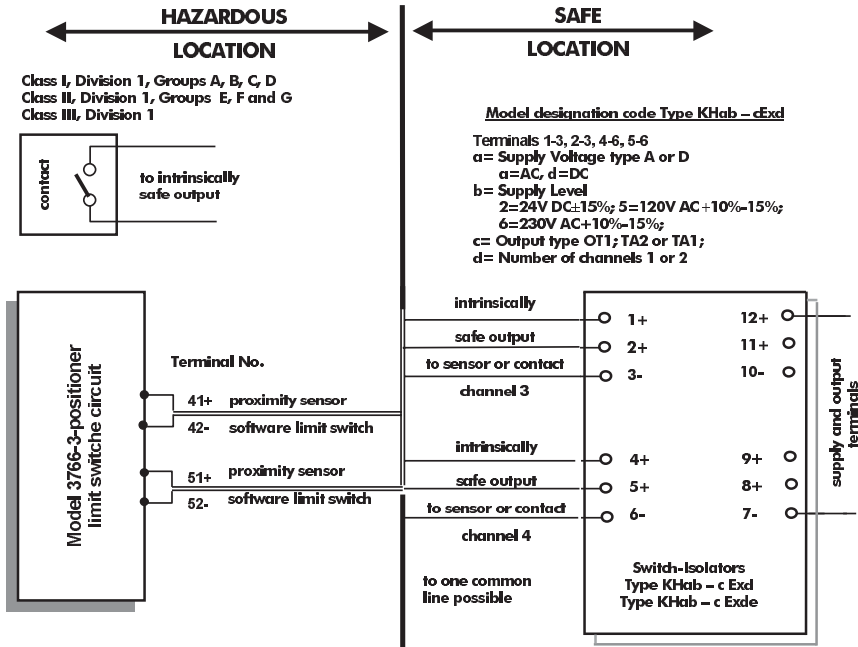 HAZARDOUS
LOCATION
SAFE
LOCATION
Class I, Division 1, Groups A, B, C, D
Class II, Division 1, Groups E, F and G
Class III, Division 1
contact
to intrinsically
safe output
Model designation code Type KHab – cExd
Terminals 1-3, 2-3, 4-6, 5-6
a= Supply Voltage type A or D
a=AC, d=DC
b= Supply Level
2=24V DC±15%; 5=120V AC+10%-15%;
6=230V AC+10%-15%;
c= Output type OT1; TA2 or TA1;
d= Number of channels 1 or 2
Model 3766-3-positioner
limit switche circuit
Terminal No.
41+ proximity sensor
42- software limit switch
51+ proximity sensor
52- software limit switch
intrinsically
safe output
to sensor or contact
channel 3
intrinsically
safe output
to sensor or contact
channel 4
to one common
line possible
1+ 12+
2+ 11+
3- 10-
4+ 9+
5+ 8+
6- 7-
Switch-Isolators
Type KHab – c Exd
Type KHab – c Exde
supply and output
terminals